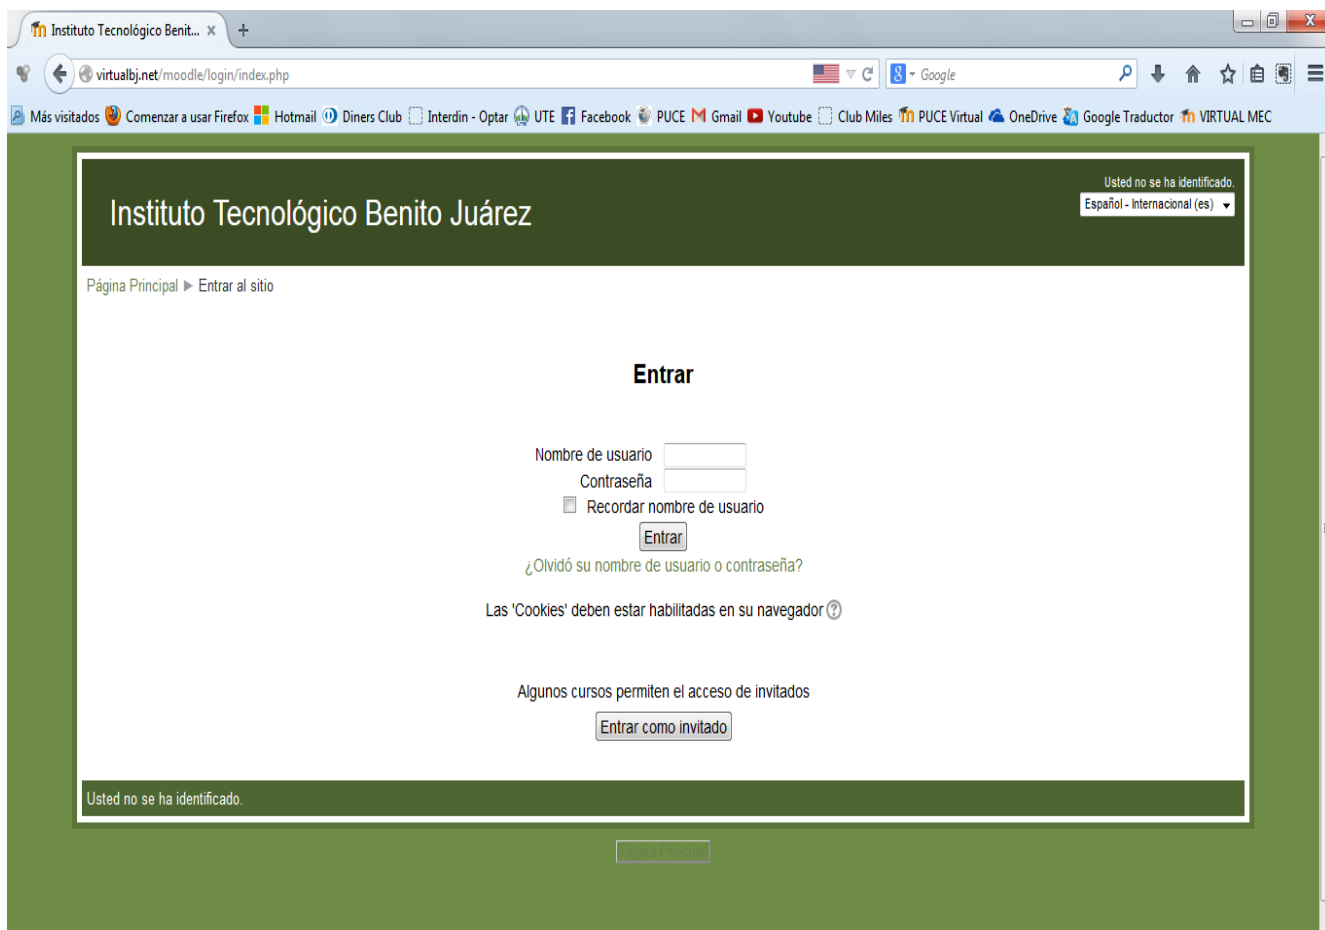 Instituto Tecnológico Benit... x +
virtualbj.net/moodle/login/index.php 8 Google
Más visitados Comenzar a usar Firefox Hotmail Diners Club Interdin - Optar UTE Facebook PUCE Gmail Youtube Club Miles PUCE Virtual OneDrive Google Traductor VIRTUAL MEC
Usted no se ha identificado.
Español - Internacional (es)
Instituto Tecnológico Benito Juárez
Página Principal ► Entrar al sitio
Entrar
Nombre de usuario
Contraseña
Recordar nombre de usuario
Entrar
¿Olvidó su nombre de usuario o contraseña?
Las 'Cookies' deben estar habilitadas en su navegador ?
Algunos cursos permiten el acceso de invitados
Entrar como invitado
Usted no se ha identificado.
Página Principal